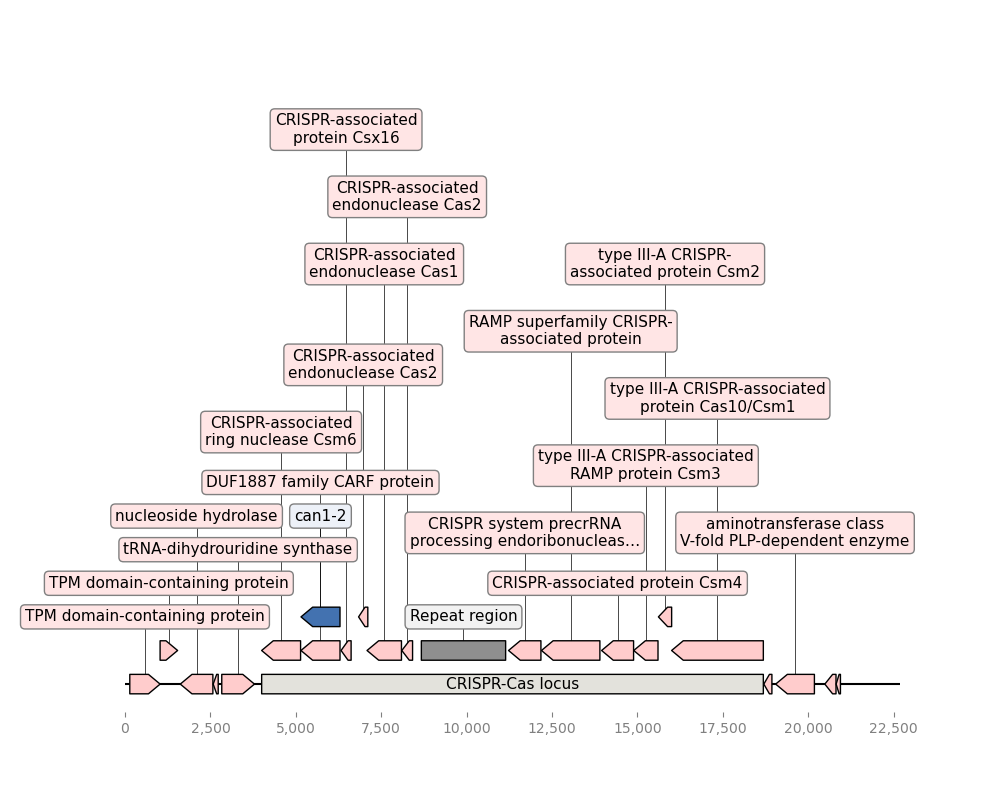 CRISPR-associated
protein Csx16
CRISPR-associated
endonuclease Cas2
CRISPR-associated
endonuclease Cas1
type III-A CRISPR-
associated protein Csm2
RAMP superfamily CRISPR-
associated protein
CRISPR-associated
endonuclease Cas2
type III-A CRISPR-associated
protein Cas10/Csm1
CRISPR-associated
ring nuclease Csm6
type III-A CRISPR-associated
RAMP protein Csm3
DUF1887 family CARF protein
nucleoside hydrolase
can1-2
CRISPR system precrRNA
processing endoribonucleas...
aminotransferase class
V-fold PLP-dependent enzyme
tRNA-dihydrouridine synthase
TPM domain-containing protein
CRISPR-associated protein Csm4
TPM domain-containing protein
Repeat region
CRISPR-Cas locus
0
2,500
5,000
7,500
10,000
12,500
15,000
17,500
20,000
22,500